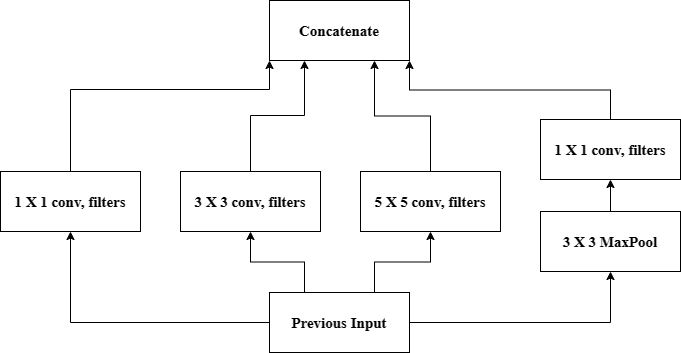 Concatenate
1 X 1 conv, filters
1 X 1 conv, filters
3 X 3 conv, filters
5 X 5 conv, filters
3 X 3 MaxPool
Previous Input